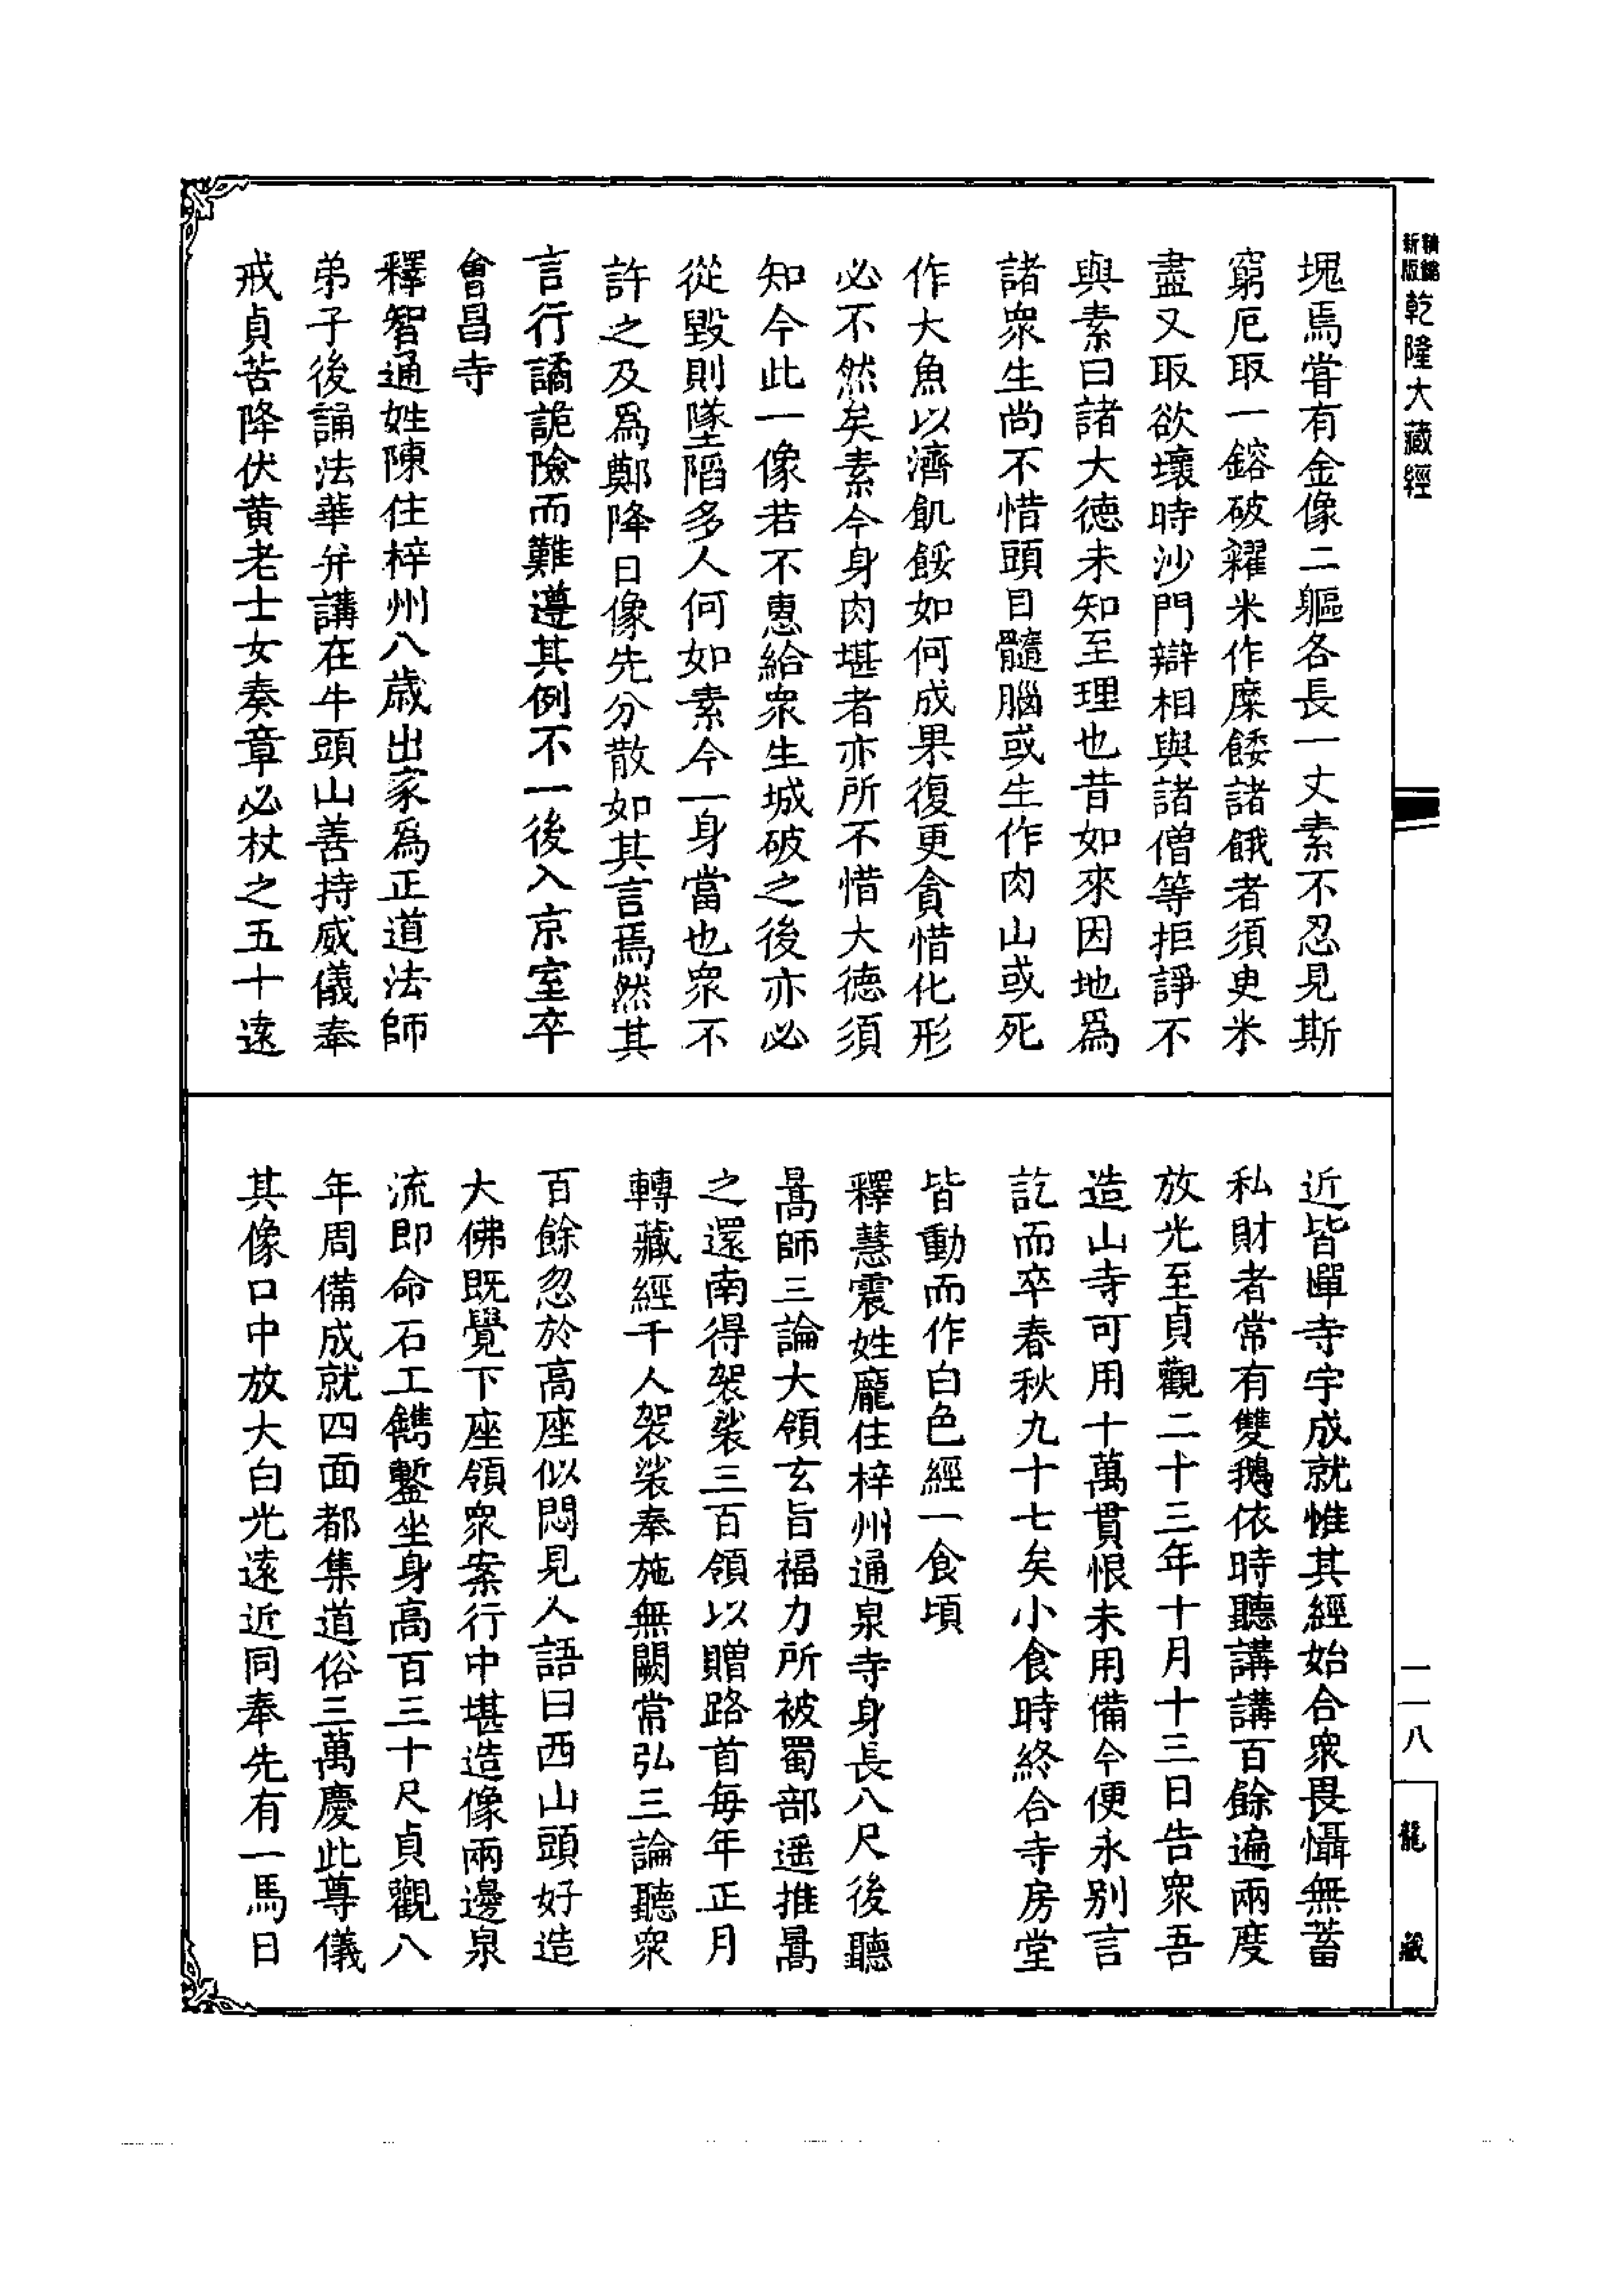 新編
縮版
乾隆大藏經
塊焉甞有金像二軀各長一丈素不忍見斯
窮厄取一鎔破糴米作糜餧諸餓者須臾米
盡又取欲壞時沙門辯相與諸僧等拒諍不
與素曰諸大德未知至理也昔如來因地爲
諸衆生尚不惜頭目髓腦或生作肉山或死
作大魚以濟飢餒如何成果復更貪惜化形
必不然矣素今身肉堪者亦所不惜大德須
知今此一像若不惠給衆生城破之後亦必
從毀則墜陷多人何如素今一身當也衆不
許之及爲鄭降日像先分散如其言焉然其
言行譎詭險而難遵其例不一後入京室卒
會昌寺
釋智通姓陳住梓州八歲出家爲正道法師
弟子後誦法華并講在牛頭山善持威儀奉
戒貞苦降伏黄老士女奏章必杖之五十遠
近皆畢寺宇成就惟其經始合衆畏懾無蓄
私財者常有雙鵝依時聽講講百餘遍兩度
放光至貞觀二十三年十月十三日告衆吾
造山寺可用十萬貫恨未用備今便永别言
訖而卒春秋九十七矣小食時終合寺房堂
皆動而作白色經一食頃
釋慧震姓龐住梓州通泉寺身長八尺後聽
暠師三論大領玄旨福力所被蜀部遥推暠
之還南得袈裟三百領以贈路首毎年正月
轉藏經千人袈裟奉施無闕常弘三論聽衆
百餘忽於高座似悶見人語曰西山頭好造
大佛既覺下座領衆案行中堪造像兩邊泉
流即命石工鐫鑿坐身高百三十尺貞觀八
年周備成就四面都集道俗三萬慶此尊儀
其像口中放大白光遠近同奉先有一馬日
一一八
龍藏